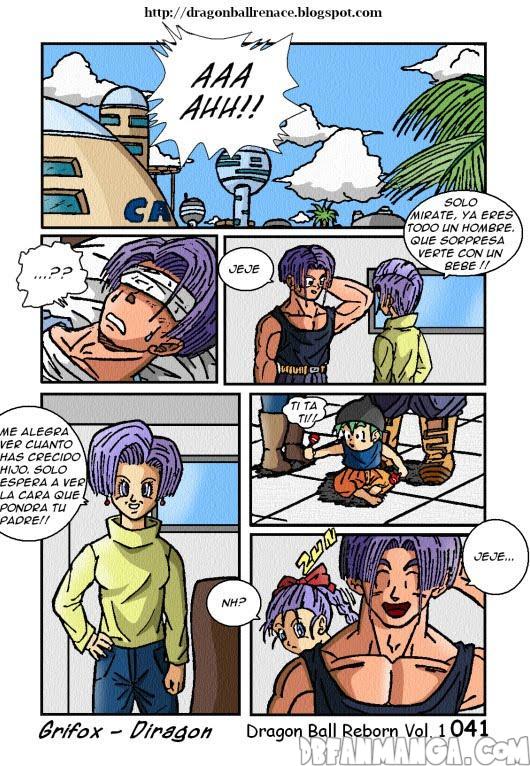 http://dragonballrenace.blogspot.com
AAA
AHH!!
CA
SOLO
MIRATE, YA ERES
TODO UN HOMBRE.
QUE SORPRESA
VERTE CON UN
BEBE !!
....??
JEJE
ME ALEGRA
VER CUANTO
HAS CRECIDO
HIJO. SOLO
ESPERA A VER
LA CARA QUE
PONDRA TU
PADRE!!
TI TA
TI!!
ZUN
JEJE...
NH?
Grifox - Diragon
Dragon Ball Reborn Vol. 1 041
DBFANMANGA.COM